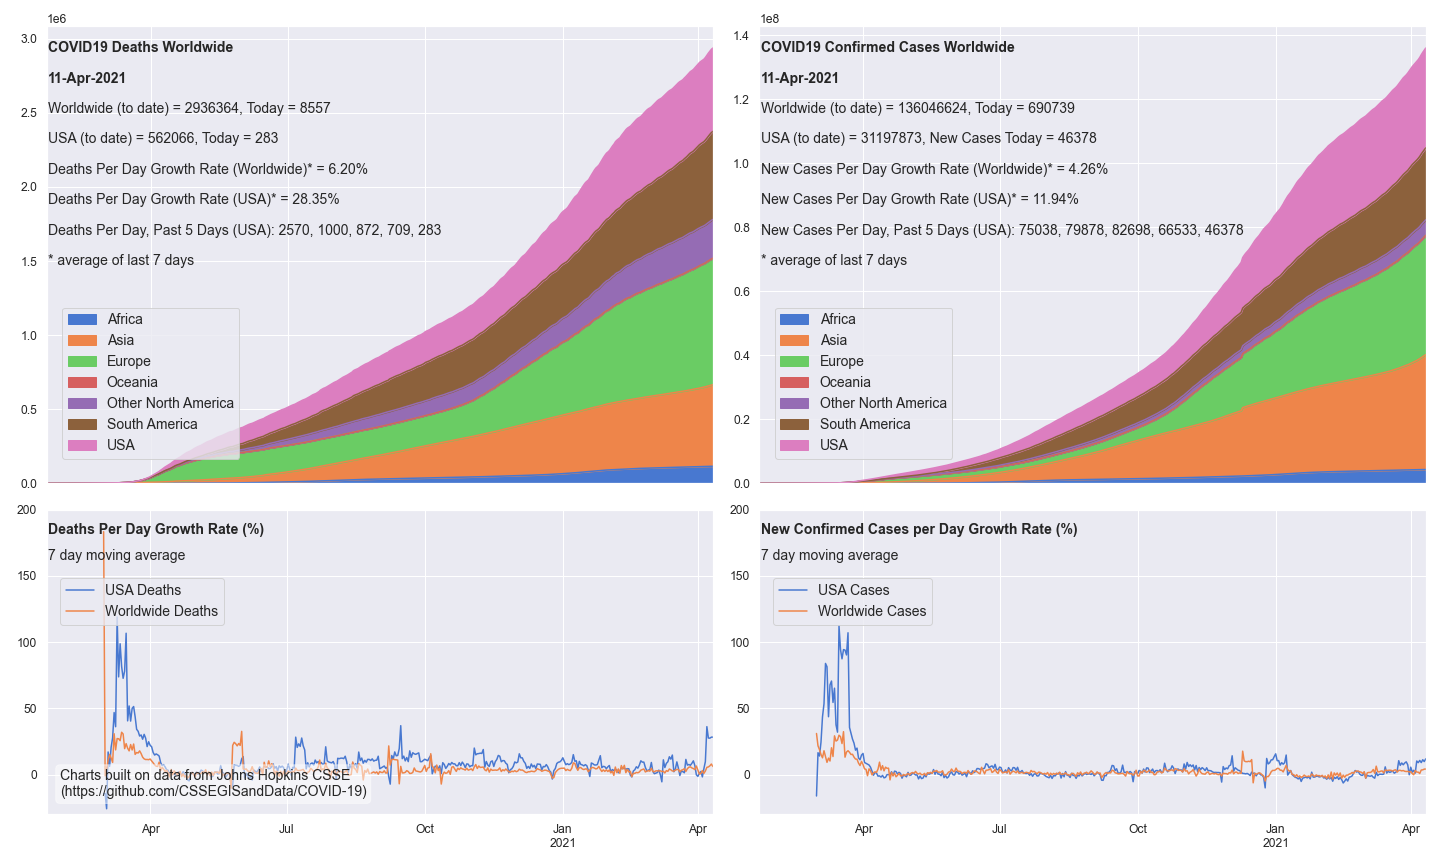 1e6
3.0
2.5
2.0
1.5
1.0
0.5
0.0
COVID19 Deaths Worldwide
11-Apr-2021
Worldwide (to date) = 2936364, Today = 8557
USA (to date) = 562066, Today = 283
Deaths Per Day Growth Rate (Worldwide)* = 6.20%
Deaths Per Day Growth Rate (USA)* = 28.35%
Deaths Per Day, Past 5 Days (USA): 2570, 1000, 872, 709, 283
* average of last 7 days
Africa
Asia
Europe
Oceania
Other North America
South America
USA
1e8
1.4
1.2
1.0
0.8
0.6
0.4
0.2
0.0
COVID19 Confirmed Cases Worldwide
11-Apr-2021
Worldwide (to date) = 136046624, Today = 690739
USA (to date) = 31197873, New Cases Today = 46378
New Cases Per Day Growth Rate (Worldwide)* = 4.26%
New Cases Per Day Growth Rate (USA)* = 11.94%
New Cases Per Day, Past 5 Days (USA): 75038, 79878, 82698, 66533, 46378
* average of last 7 days
Africa
Asia
Europe
Oceania
Other North America
South America
USA
200
150
100
50
0
Deaths Per Day Growth Rate (%)
7 day moving average
USA Deaths
Worldwide Deaths
Charts built on data from Johns Hopkins CSSE
(https://github.com/CSSEGISandData/COVID-19)
Apr
Jul
Oct
Jan
2021
Apr
200
150
100
50
0
New Confirmed Cases per Day Growth Rate (%)
7 day moving average
USA Cases
Worldwide Cases
Apr
Jul
Oct
Jan
2021
Apr